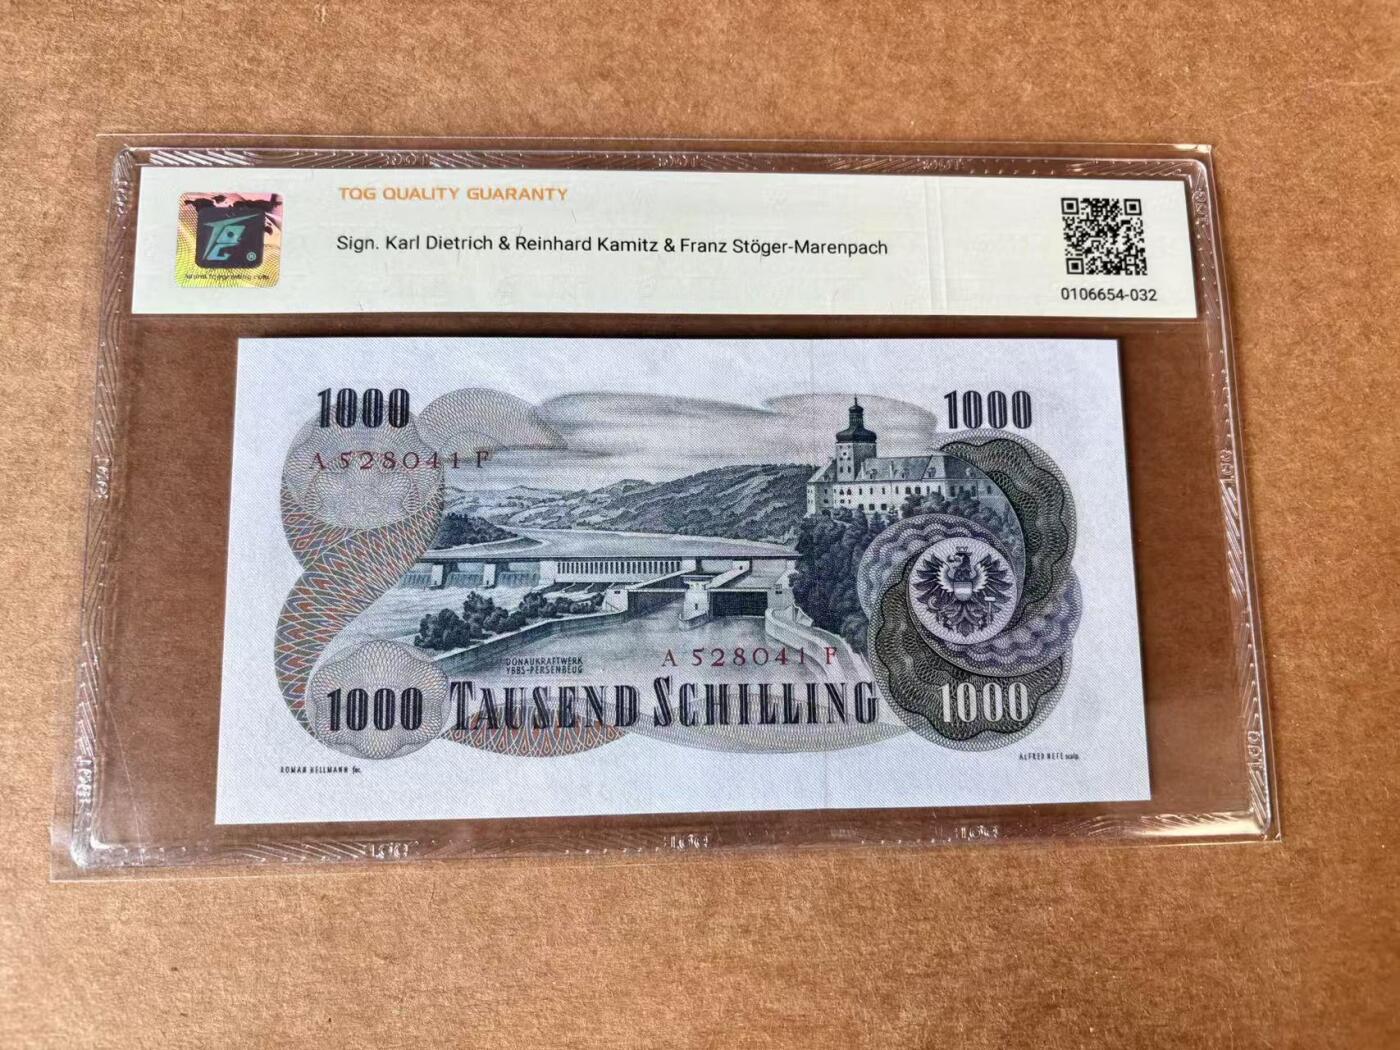 TQG QUALITY GUARANTY
Sign. Karl Dietrich & Reinhard Kamitz & Franz Stöger-Marenpach
0106654-032
1000
1000
A 528041 F
DONAUKRAFTWERK
YBBS-PERSENBEUG
A 528041 F
1000 TAUSEND SCHILLING 1000
ROMAN HELLMANN fec.
ALFRED NEFE sculp.